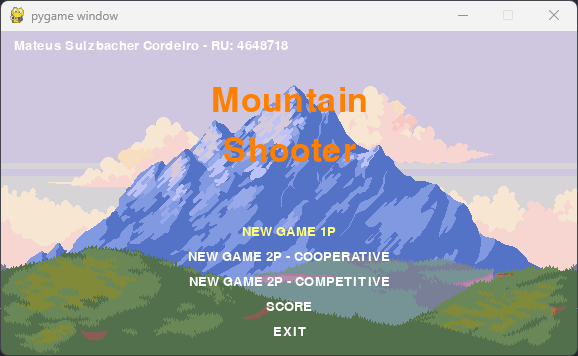 pygame window
Mateus Sulzbacher Cordeiro - RU: 4648718
Mountain
Shooter
NEW GAME 1P
NEW GAME 2P - COOPERATIVE
NEW GAME 2P - COMPETITIVE
SCORE
EXIT